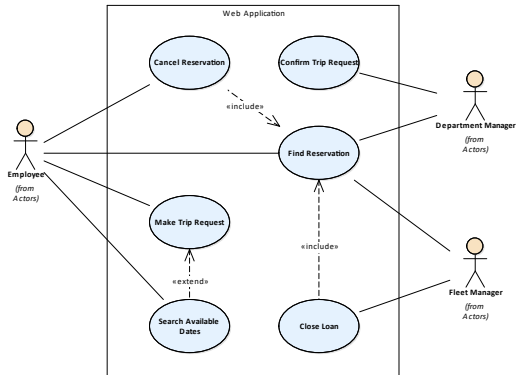 Web Application
Cancel Reservation
Confirm Trip Request
«include»
Department Manager
(from
Actors)
Find Reservation
Employee
(from
Actors)
Make Trip Request
«include»
«extend»
Fleet Manager
(from
Actors)
Search Available
Dates
Close Loan